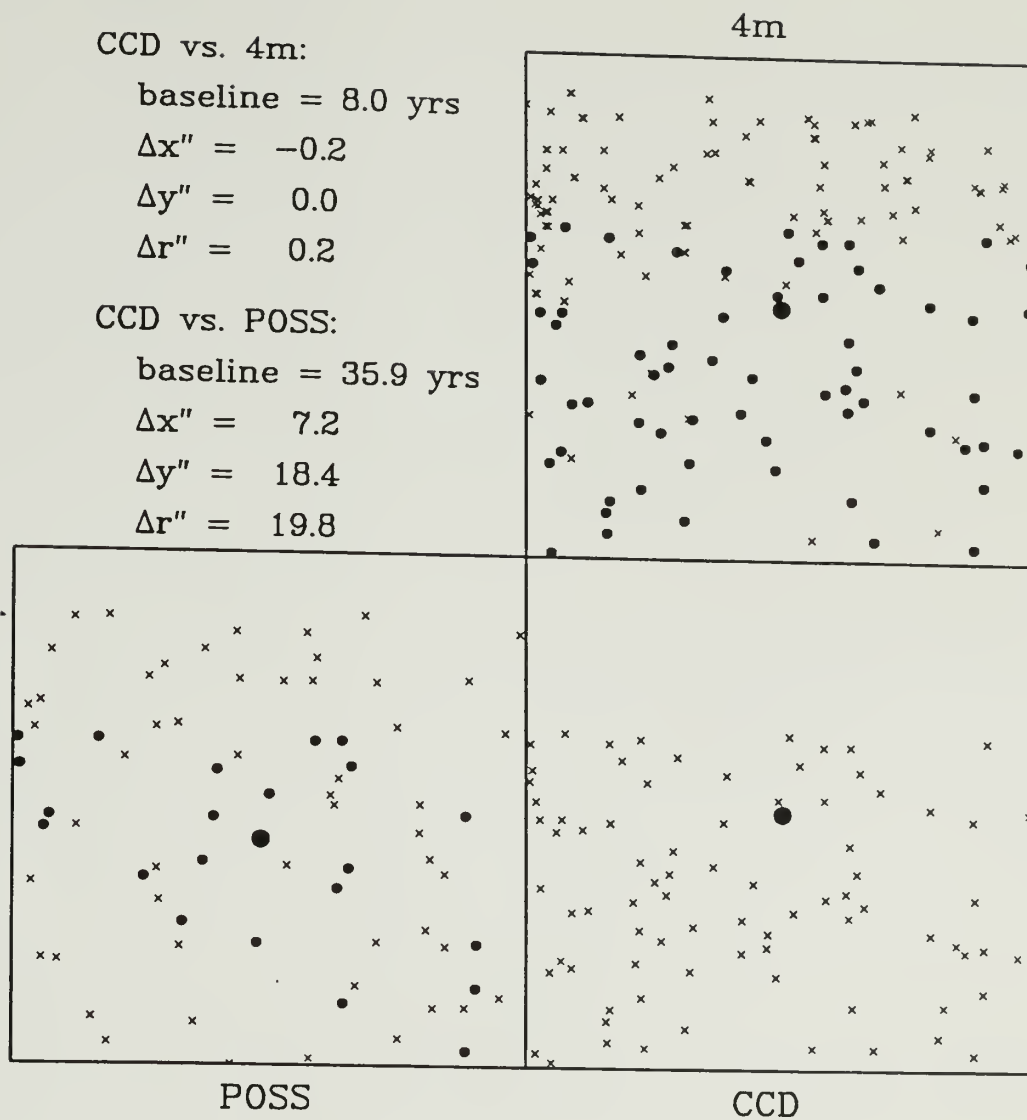 4m
CCD vs. 4m:
baseline = 8.0 yrs
Δx" = −0.2
Δy" = 0.0
Δr" = 0.2
CCD vs. POSS:
baseline = 35.9 yrs
Δx" = 7.2
Δy" = 18.4
Δr" = 19.8
POSS
CCD